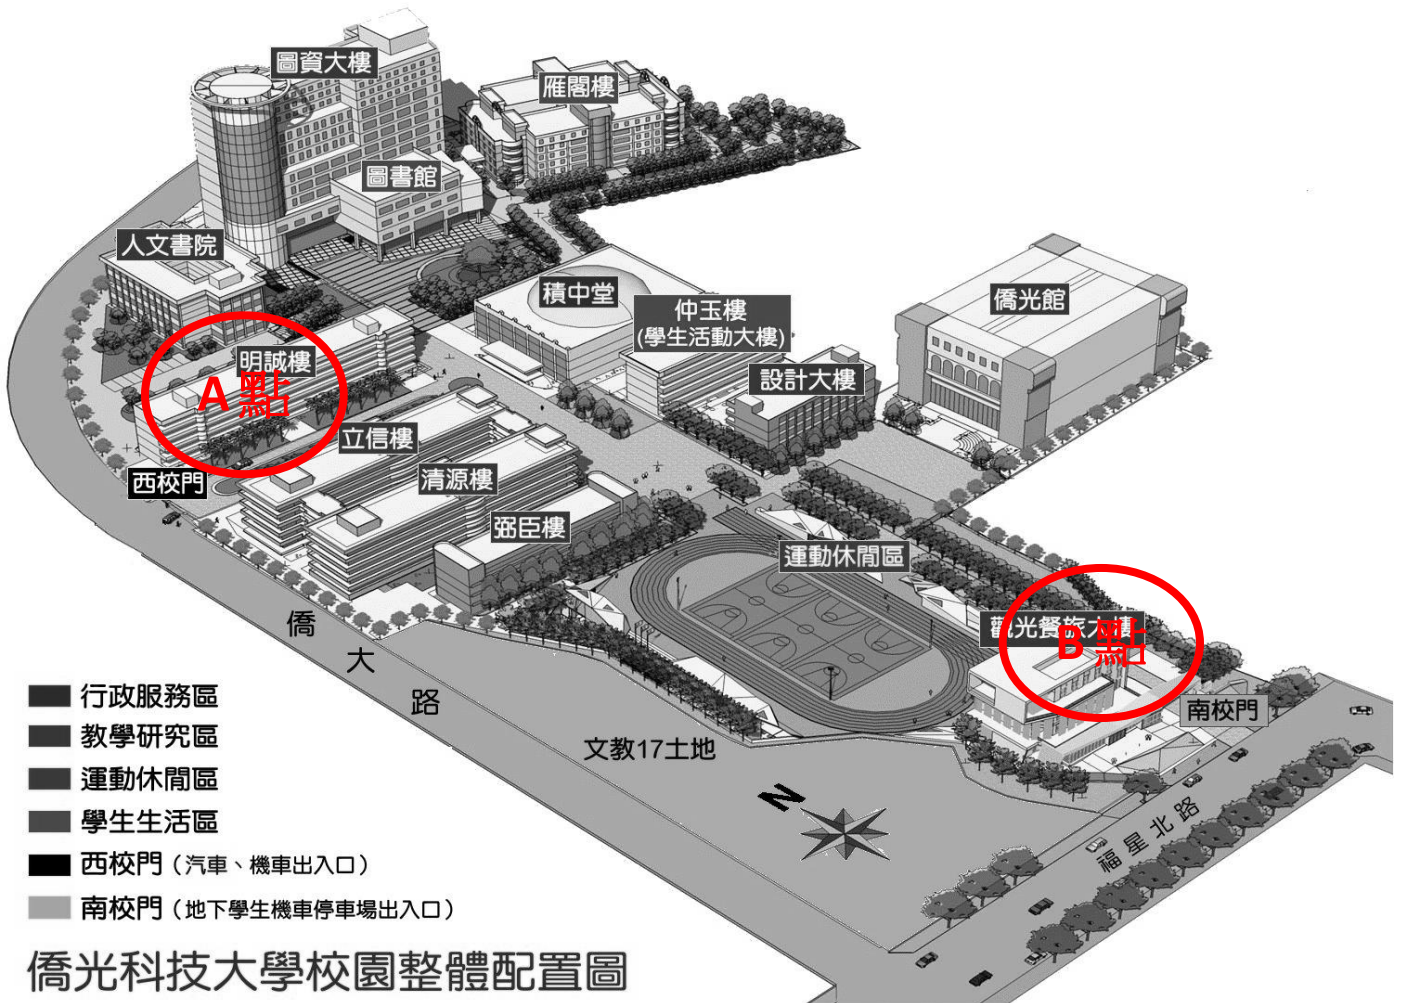 圖資大樓
雁閣樓
圖書館
人文書院
積中堂
仲玉樓
(學生活動大樓)
僑光館
明誠樓
A點
設計大樓
立信樓
西校門
清源樓
弼臣樓
運動休閒區
觀光餐旅大樓
B點
南校門
僑大路
文教17土地
N
福星北路
行政服務區
教學研究區
運動休閒區
學生生活區
西校門（汽車、機車出入口）
南校門（地下學生機車停車場出入口）
僑光科技大學校園整體配置圖